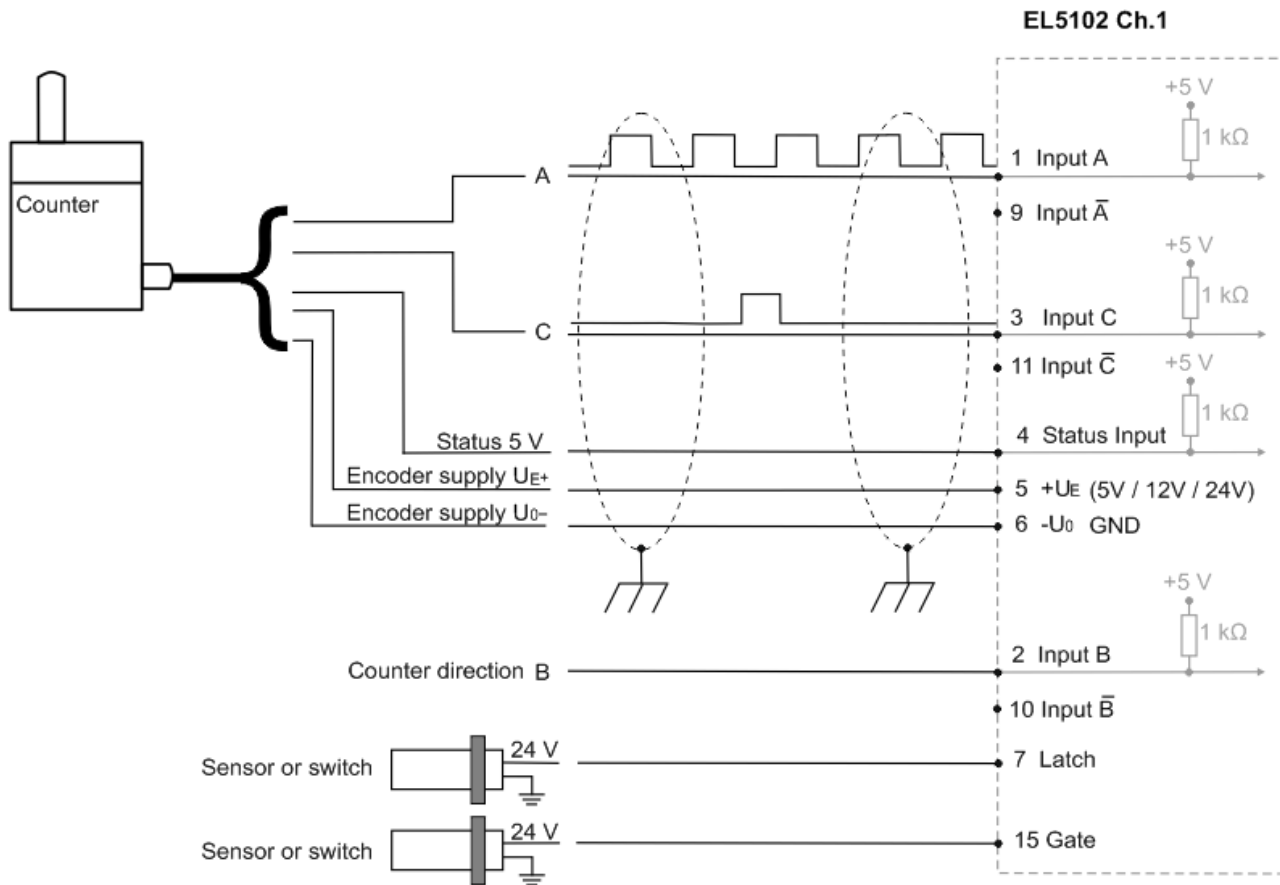 EL5102 Ch.1
+5 V
1 kΩ
1 Input A
A
Counter
9 Input A̅
+5 V
1 kΩ
3 Input C
C
11 Input C̅
+5 V
1 kΩ
4 Status Input
Status 5 V
Encoder supply UE+
5 +UE (5V / 12V / 24V)
Encoder supply U0–
6 -U0 GND
+5 V
1 kΩ
2 Input B
Counter direction B
10 Input B̅
24 V
Sensor or switch
7 Latch
24 V
Sensor or switch
15 Gate